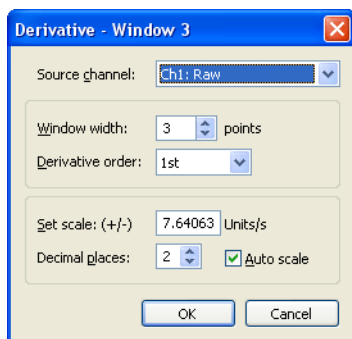 Derivative - Window 3
Source channel: Ch1: Raw
Window width: 3 points
Derivative order: 1st
Set scale: (+/-) 7.64063 Units/s
Decimal places: 2 Auto scale
OK Cancel